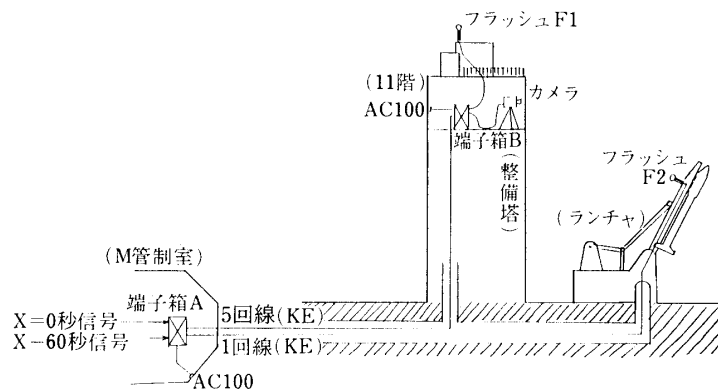 フラッシュF1
(11階)
カメラ
AC100
端子箱B
(整備塔)
フラッシュ
F2
(ランチャ)
(M管制室)
端子箱A
X=0秒信号
X-60秒信号
5回線(KE)
1回線(KE)
AC100